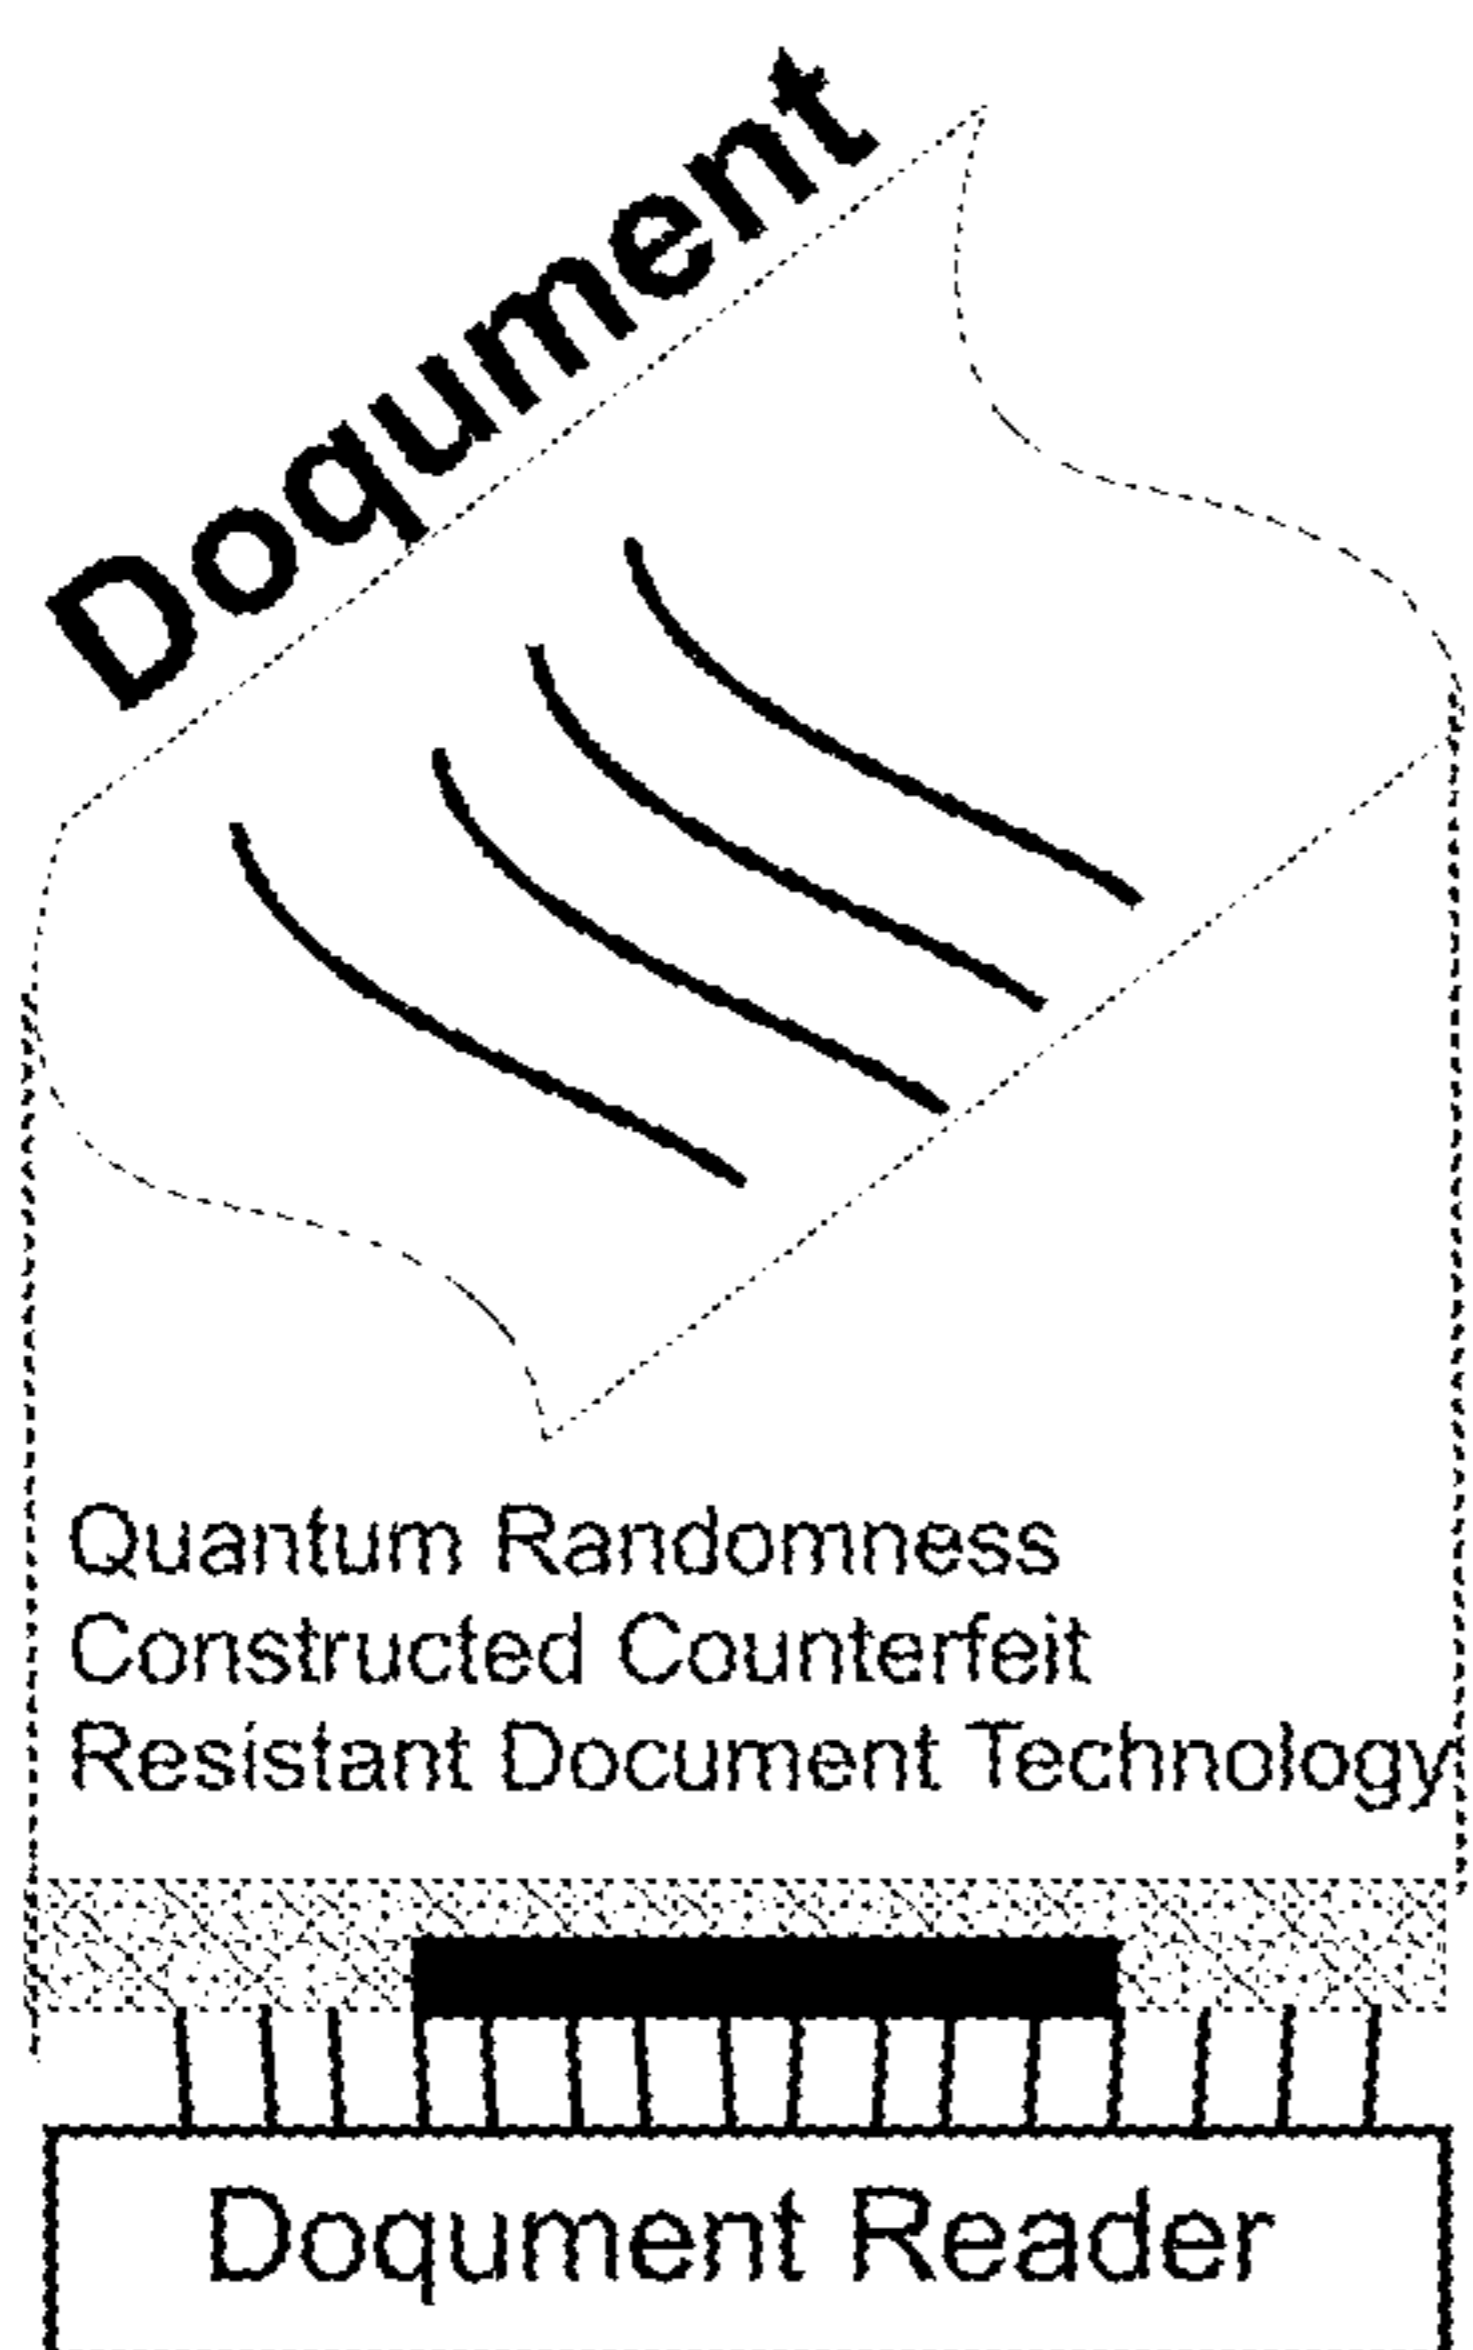 Doqument
Quantum Randomness
Constructed Counterfeit
Resistant Document Technology
Doqument Reader